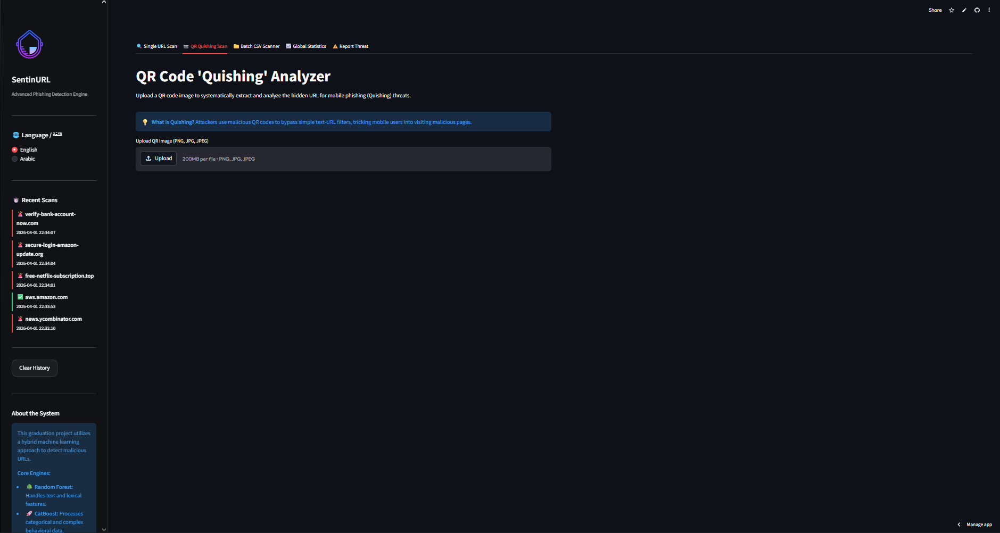 Share
SentinURL
Advanced Phishing Detection Engine
Language / اللغة
English
Arabic
Recent Scans
verify-bank-account-
now.com
2026-04-01 22:34:07
secure-login-amazon-
update.org
2026-04-01 22:34:04
free-netflix-subscription.top
2026-04-01 22:34:01
aws.amazon.com
2026-04-01 22:33:53
news.ycombinator.com
2026-04-01 22:32:10
Clear History
About the System
This graduation project utilizes
a hybrid machine learning
approach to detect malicious
URLs.
Core Engines:
Random Forest:
Handles text and lexical
features.
CatBoost: Processes
categorical and complex
behavioral data.
Single URL Scan
QR Quishing Scan
Batch CSV Scanner
Global Statistics
Report Threat
QR Code 'Quishing' Analyzer
Upload a QR code image to systematically extract and analyze the hidden URL for mobile phishing (Quishing) threats.
What is Quishing? Attackers use malicious QR codes to bypass simple text-URL filters, tricking mobile users into visiting malicious pages.
Upload QR Image (PNG, JPG, JPEG)
Upload
200MB per file • PNG, JPG, JPEG
Manage app